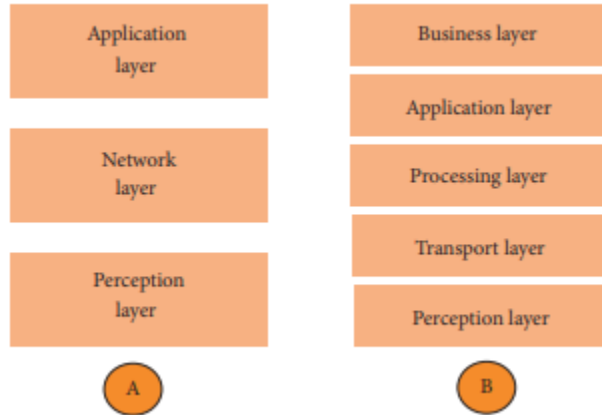 Application
layer
Network
layer
Perception
layer
A
Business layer
Application layer
Processing layer
Transport layer
Perception layer
B